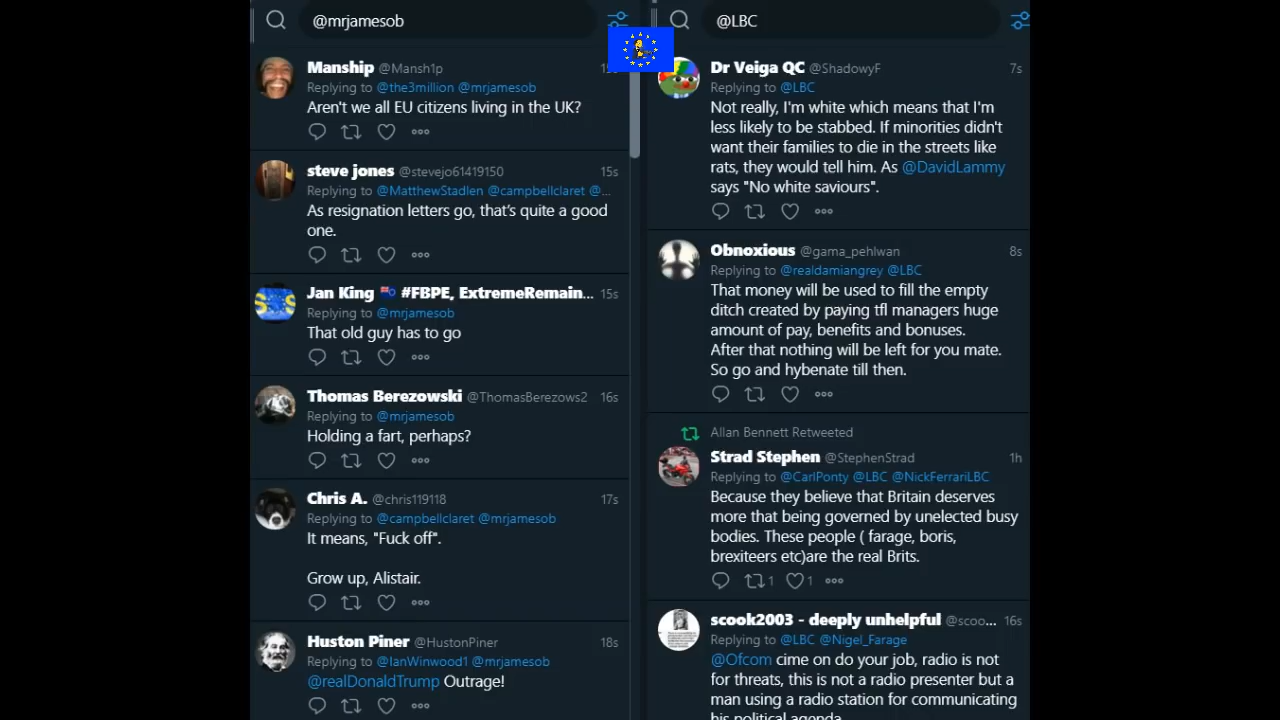 @mrjamesob
Manship @Mansh1p
Replying to @the3million @mrjamesob
Aren't we all EU citizens living in the UK?
steve jones @stevejo61419150 15s
Replying to @MatthewStadlen @campbellclaret @...
As resignation letters go, that's quite a good
one.
Jan King #FBPE, ExtremeRemain... 15s
Replying to @mrjamesob
That old guy has to go
Thomas Berezowski @ThomasBerezows2 16s
Replying to @mrjamesob
Holding a fart, perhaps?
Chris A. @chris119118 17s
Replying to @campbellclaret @mrjamesob
It means, "Fuck off".
Grow up, Alistair.
Huston Piner @HustonPiner 18s
Replying to @IanWinwood1 @mrjamesob
@realDonaldTrump Outrage!
@LBC
Dr Veiga QC @ShadowyF 7s
Replying to @LBC
Not really, I'm white which means that I'm
less likely to be stabbed. If minorities didn't
want their families to die in the streets like
rats, they would tell him. As @DavidLammy
says "No white saviours".
Obnoxious @gama_pehlwan 8s
Replying to @realdamiangrey @LBC
That money will be used to fill the empty
ditch created by paying tfl managers huge
amount of pay, benefits and bonuses.
After that nothing will be left for you mate.
So go and hybenate till then.
Allan Bennett Retweeted
Strad Stephen @StephenStrad 1h
Replying to @CarlPonty @LBC @NickFerrariLBC
Because they believe that Britain deserves
more that being governed by unelected busy
bodies. These people ( farage, boris,
brexiteers etc)are the real Brits.
1 1
scook2003 - deeply unhelpful @scoo... 16s
Replying to @LBC @Nigel_Farage
@Ofcom cime on do your job, radio is not
for threats, this is not a radio presenter but a
man using a radio station for communicating
his political agenda